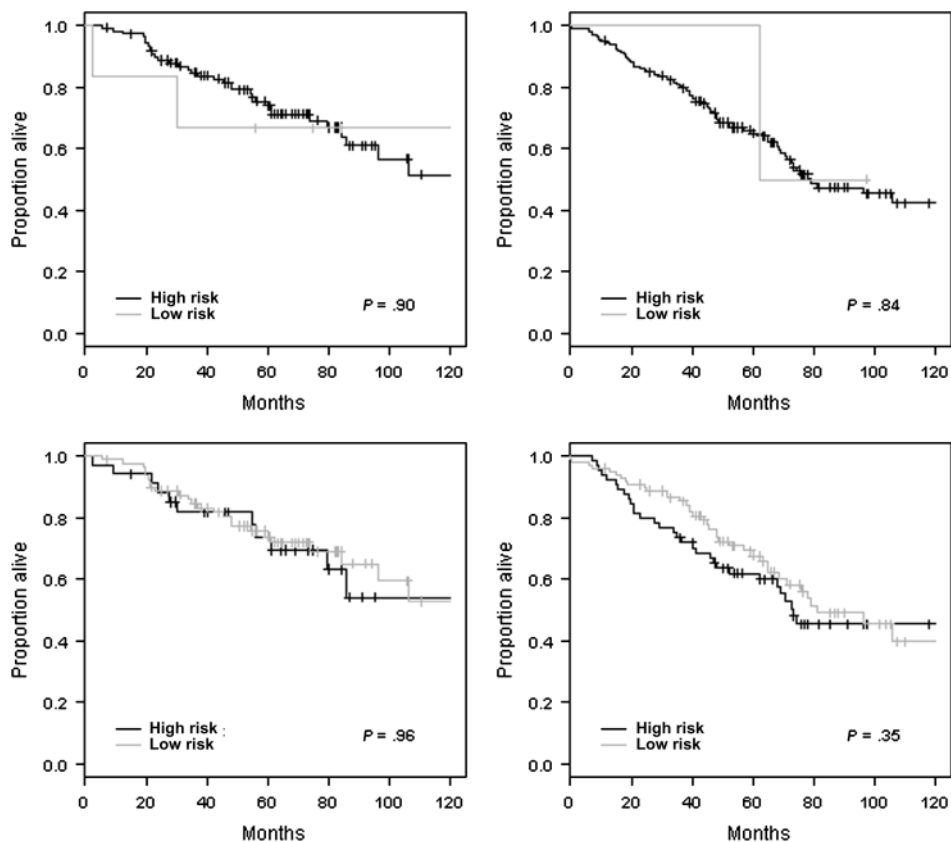 1.0
0.8
0.6
0.4
0.2
0.0
Proportion alive
High risk
Low risk
P = .90
0 20 40 60 80 100 120
Months
1.0
0.8
0.6
0.4
0.2
0.0
Proportion alive
High risk
Low risk
P = .84
0 20 40 60 80 100 120
Months
1.0
0.8
0.6
0.4
0.2
0.0
Proportion alive
High risk :
Low risk
P = .96
0 20 40 60 80 100 120
Months
1.0
0.8
0.6
0.4
0.2
0.0
Proportion alive
High risk
Low risk
P = .35
0 20 40 60 80 100 120
Months